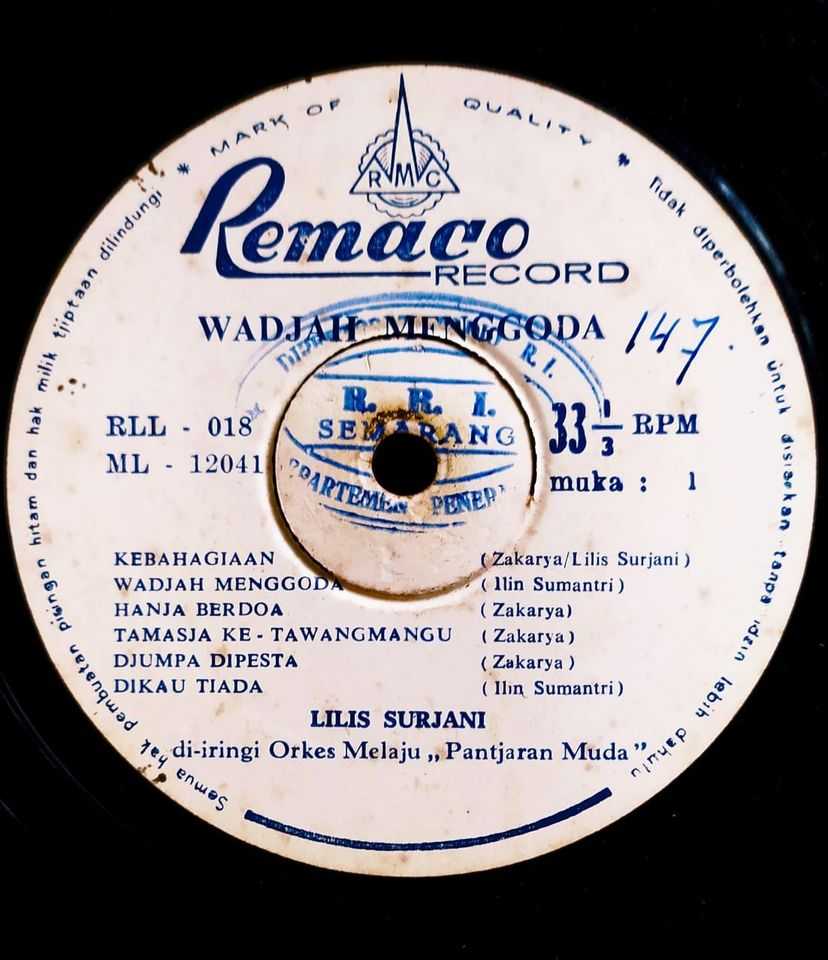 Semua hak pembuatan piringan hitam dan hak milik tjiptaan dilindungi * MARK OF QUALITY * Tidak diperbolehkan untuk disiarkan tanpa idzin lebih dahulu
RMC
Remaco
RECORD
WADJAH MENGGODA
147.
R. I.
R. R. I.
SEMARANG
RLL - 018
ML - 12041
33 1/3 RPM
muka : 1
KEBAHAGIAAN (Zakarya/Lilis Surjani)
WADJAH MENGGODA (Ilin Sumantri)
HANJA BERDOA (Zakarya)
TAMASJA KE - TAWANGMANGU (Zakarya)
DJUMPA DIPESTA (Zakarya)
DIKAU TIADA (Ilin Sumantri)
LILIS SURJANI
di-iringi Orkes Melaju „Pantjaran Muda”